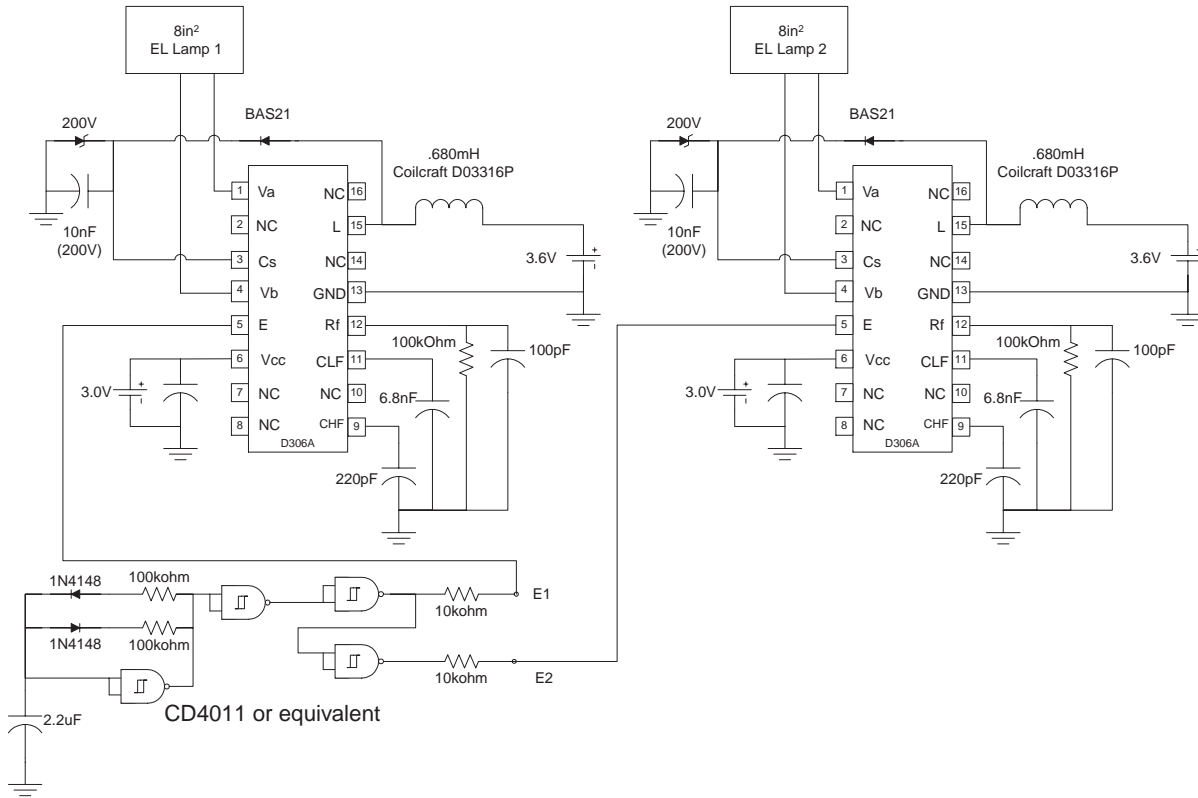 8in²
EL Lamp 1
200V
BAS21
.680mH
Coilcraft D03316P
10nF
(200V)
1 Va
2 NC
3 Cs
4 Vb
5 E
6 Vcc
7 NC
8 NC
NC 16
L 15
NC 14
GND 13
Rf 12
CLF 11
NC 10
CHF 9
D306A
+
3.6V
-
100kOhm
100pF
+
3.0V
-
6.8nF
220pF
8in²
EL Lamp 2
200V
BAS21
.680mH
Coilcraft D03316P
10nF
(200V)
1 Va
2 NC
3 Cs
4 Vb
5 E
6 Vcc
7 NC
8 NC
NC 16
L 15
NC 14
GND 13
Rf 12
CLF 11
NC 10
CHF 9
D306A
+
3.6V
-
100kOhm
100pF
+
3.0V
-
6.8nF
220pF
1N4148
100kohm
1N4148
100kohm
10kohm
E1
10kohm
E2
CD4011 or equivalent
2.2uF